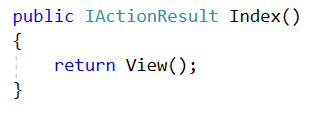 public IActionResult Index()
{
    return View();
}